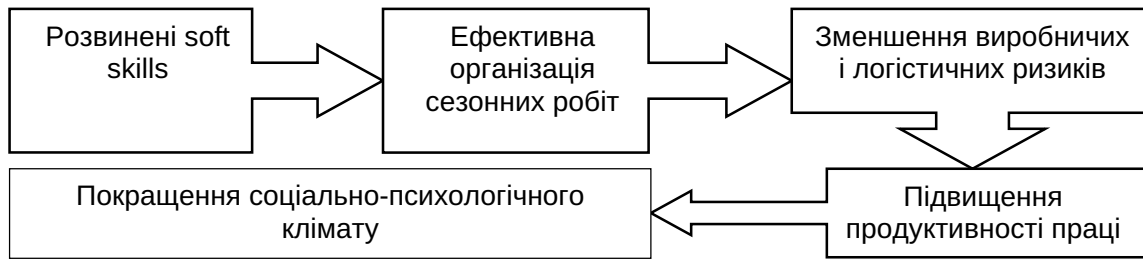 Розвинені soft
skills
Ефективна
організація
сезонних робіт
Зменшення виробничих
і логістичних ризиків
Підвищення
продуктивності праці
Покращення соціально-психологічного
клімату